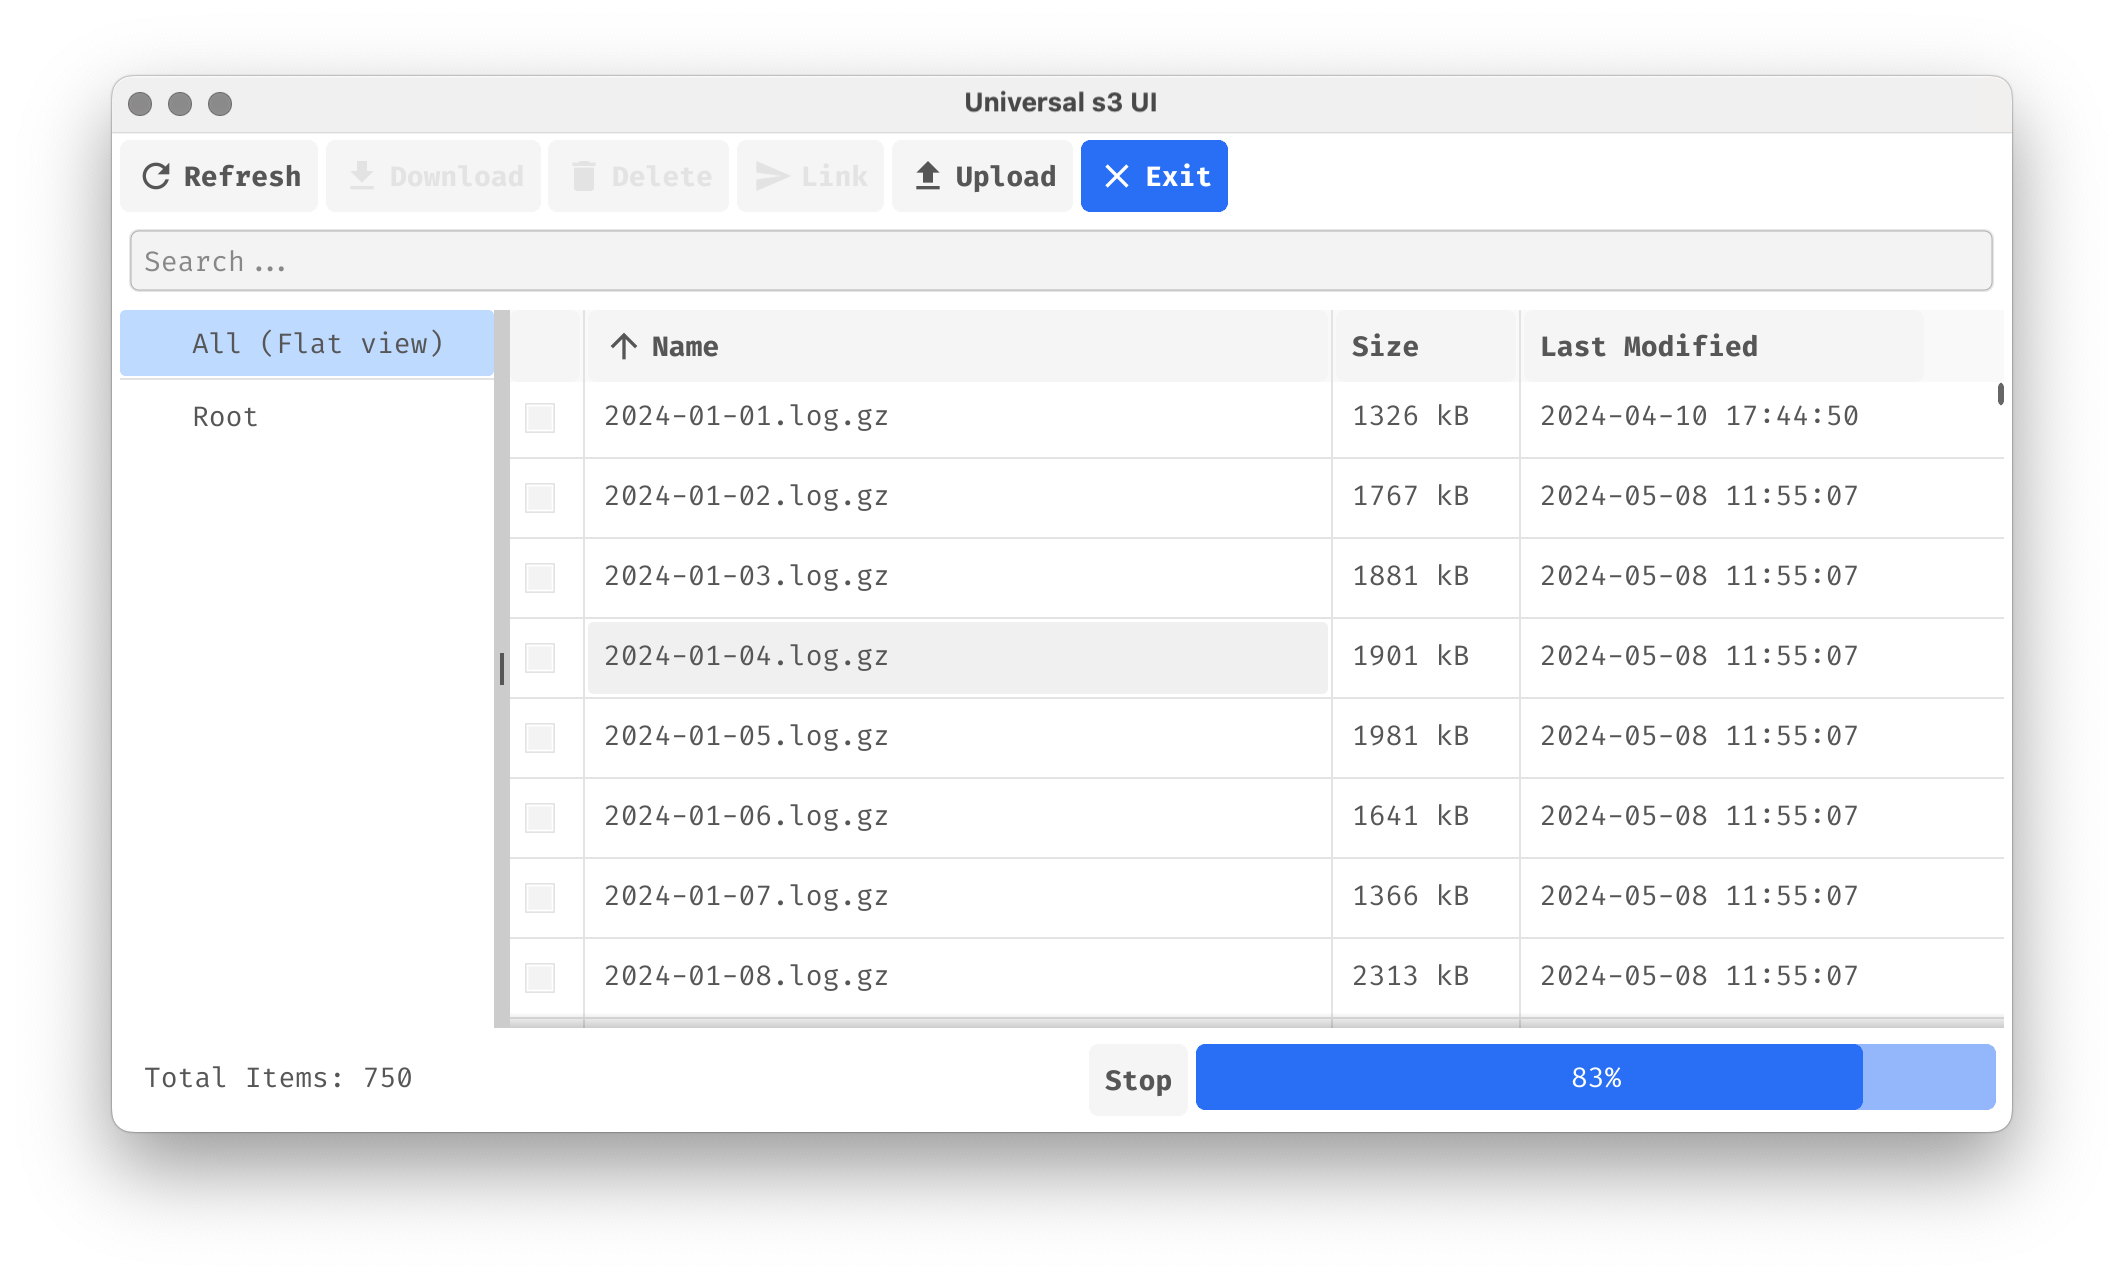 Universal s3 UI
Refresh Download Delete Link Upload Exit
Search...
All (Flat view)
Root
Name Size Last Modified
2024-01-01.log.gz 1326 kB 2024-04-10 17:44:50
2024-01-02.log.gz 1767 kB 2024-05-08 11:55:07
2024-01-03.log.gz 1881 kB 2024-05-08 11:55:07
2024-01-04.log.gz 1901 kB 2024-05-08 11:55:07
2024-01-05.log.gz 1981 kB 2024-05-08 11:55:07
2024-01-06.log.gz 1641 kB 2024-05-08 11:55:07
2024-01-07.log.gz 1366 kB 2024-05-08 11:55:07
2024-01-08.log.gz 2313 kB 2024-05-08 11:55:07
Total Items: 750 Stop 83%